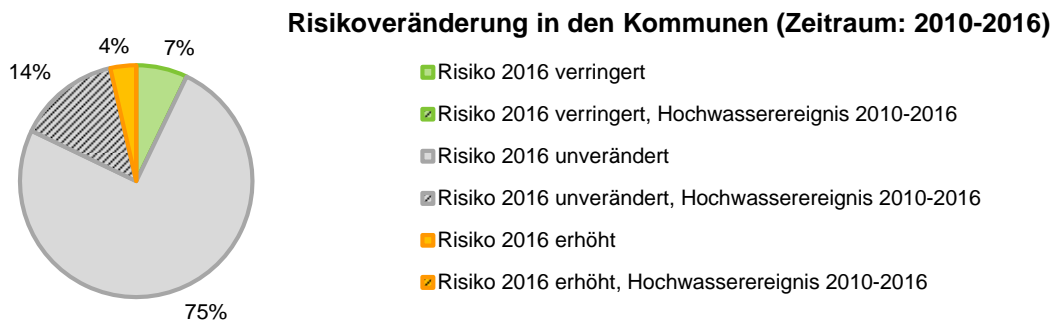 Risikoveränderung in den Kommunen (Zeitraum: 2010-2016)
4%
7%
14%
75%
Risiko 2016 verringert
Risiko 2016 verringert, Hochwasserereignis 2010-2016
Risiko 2016 unverändert
Risiko 2016 unverändert, Hochwasserereignis 2010-2016
Risiko 2016 erhöht
Risiko 2016 erhöht, Hochwasserereignis 2010-2016